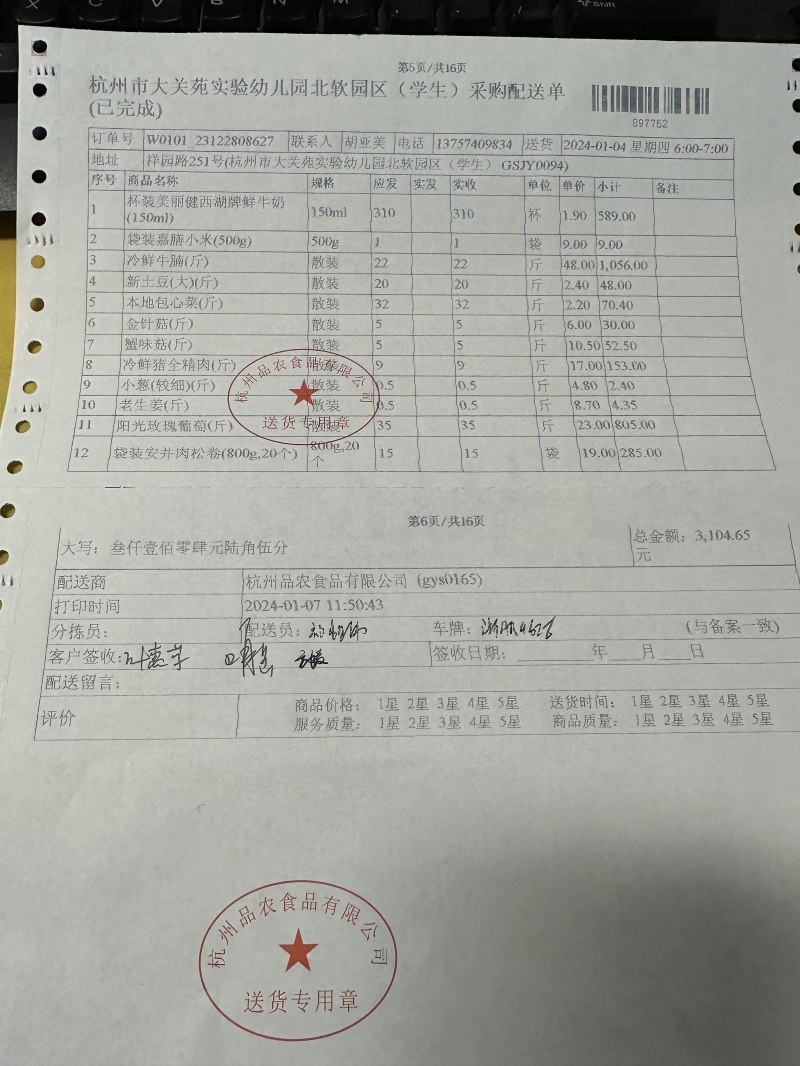 Shift
第5页/共16页
杭州市大关苑实验幼儿园北软园区（学生）采购配送单
(已完成)
897752
订单号 W0101_23122808627 联系人 胡亚美 电话 13757409834 送货 2024-01-04 星期四 6:00-7:00
地址 祥园路251号(杭州市大关苑实验幼儿园北软园区（学生） GSJY0094)
序号 商品名称 规格 应发 实发 实收 单位 单价 小计 备注
1 杯装美丽健西湖牌鲜牛奶(150ml) 150ml 310 310 杯 1.90 589.00
2 袋装嘉膳小米(500g) 500g 1 1 袋 9.00 9.00
3 冷鲜牛腩(斤) 散装 22 22 斤 48.00 1,056.00
4 新土豆(大)(斤) 散装 20 20 斤 2.40 48.00
5 本地包心菜(斤) 散装 32 32 斤 2.20 70.40
6 金针菇(斤) 散装 5 5 斤 6.00 30.00
7 蟹味菇(斤) 散装 5 5 斤 10.50 52.50
8 冷鲜猪全精肉(斤) 散装 9 9 斤 17.00 153.00
9 小葱(较细)(斤) 散装 0.5 0.5 斤 4.80 2.40
10 老生姜(斤) 散装 0.5 0.5 斤 8.70 4.35
11 阳光玫瑰葡萄(斤) 散装 35 35 斤 23.00 805.00
12 袋装安井肉松卷(800g,20个) 800g,20个 15 15 袋 19.00 285.00
杭州品农食品有限公司
送货专用章
第6页/共16页
大写：叁仟壹佰零肆元陆角伍分 总金额：3,104.65元
配送商 杭州品农食品有限公司（gys0165)
打印时间 2024-01-07 11:50:43
分拣员： 配送员： 车牌： (与备案一致)
客户签收: 签收日期： 年 月 日
配送留言；
评价 商品价格： 1星 2星 3星 4星 5星 送货时间： 1星 2星 3星 4星 5星
服务质量： 1星 2星 3星 4星 5星 商品质量： 1星 2星 3星 4星 5星
杭州品农食品有限公司
送货专用章